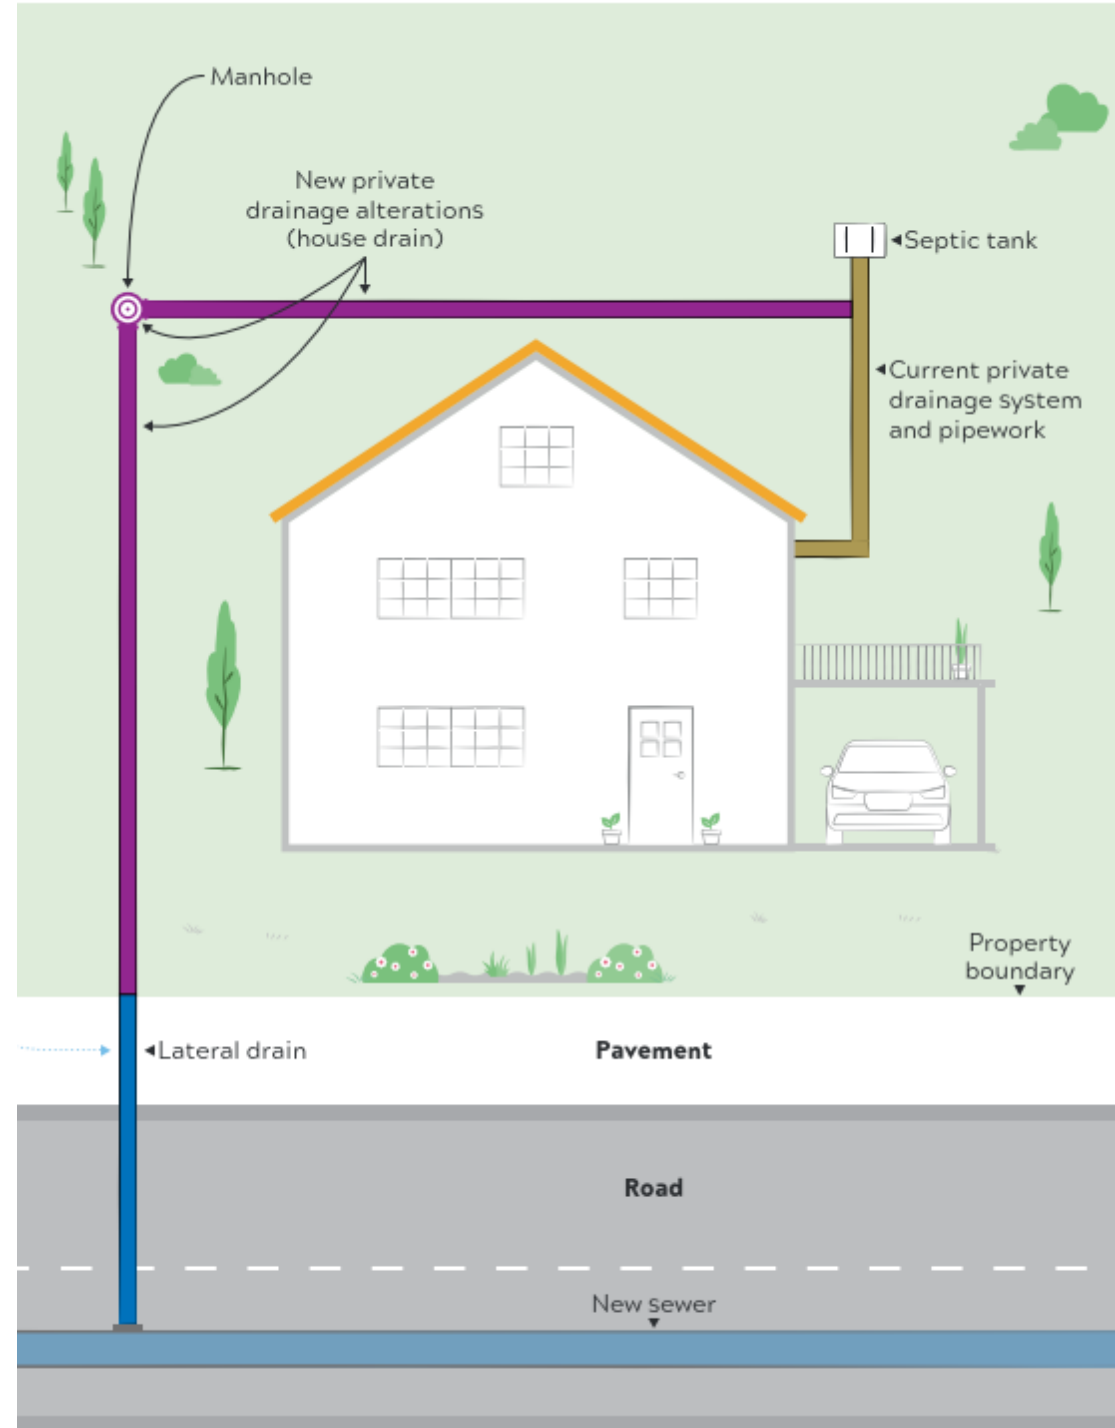 Manhole
New private
drainage alterations
(house drain)
Septic tank
Current private
drainage system
and pipework
Property
boundary
Lateral drain
Pavement
Road
New sewer